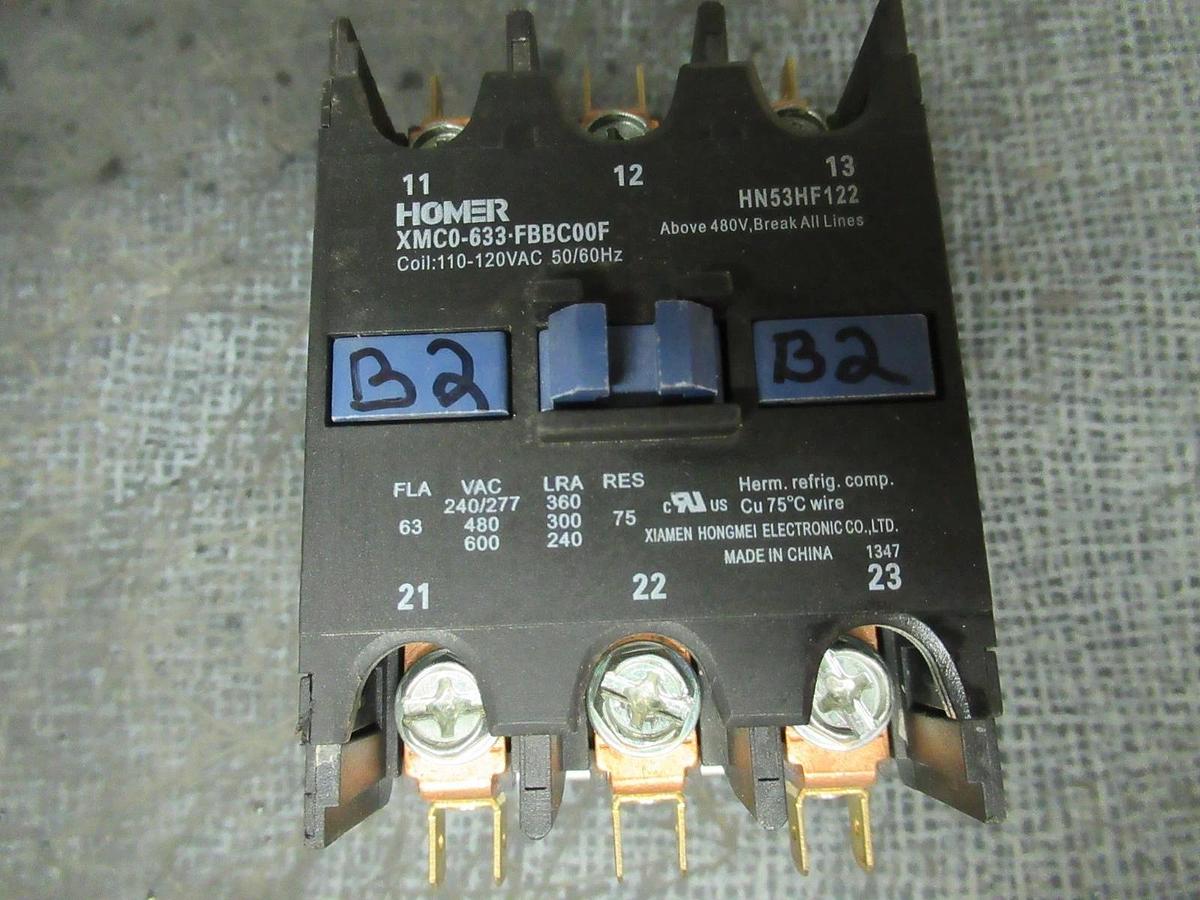 11 12 13
HOMER HN53HF122
XMC0-633·FBBC00F Above 480V,Break All Lines
Coil:110-120VAC 50/60Hz
B2 B2
FLA VAC LRA RES Herm. refrig. comp.
240/277 360 c RU US Cu 75°C wire
63 480 300 75 XIAMEN HONGMEI ELECTRONIC CO.,LTD.
600 240 MADE IN CHINA 1347
21 22 23